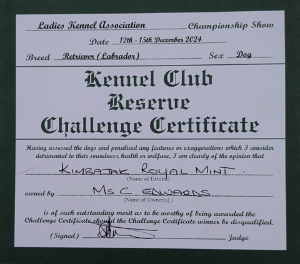 Ladies Kennel Association Championship Show
Date 12th - 15th December 2024
Breed Retriever (Labrador) Sex Dog
Kennel Club
Reserve
Challenge Certificate
Having assessed the dogs and penalised any features or exaggerations which I consider
detrimental to their soundness, health or welfare, I am clearly of the opinion that
KIMBAJAK ROYAL MINT
(Name of Exhibit)
owned by MS C. EDWARDS
(Name of Owner(s))
is of such outstanding merit as to be worthy of being awarded the
Challenge Certificate should the Challenge Certificate winner be disqualified.
(Signed) Judge